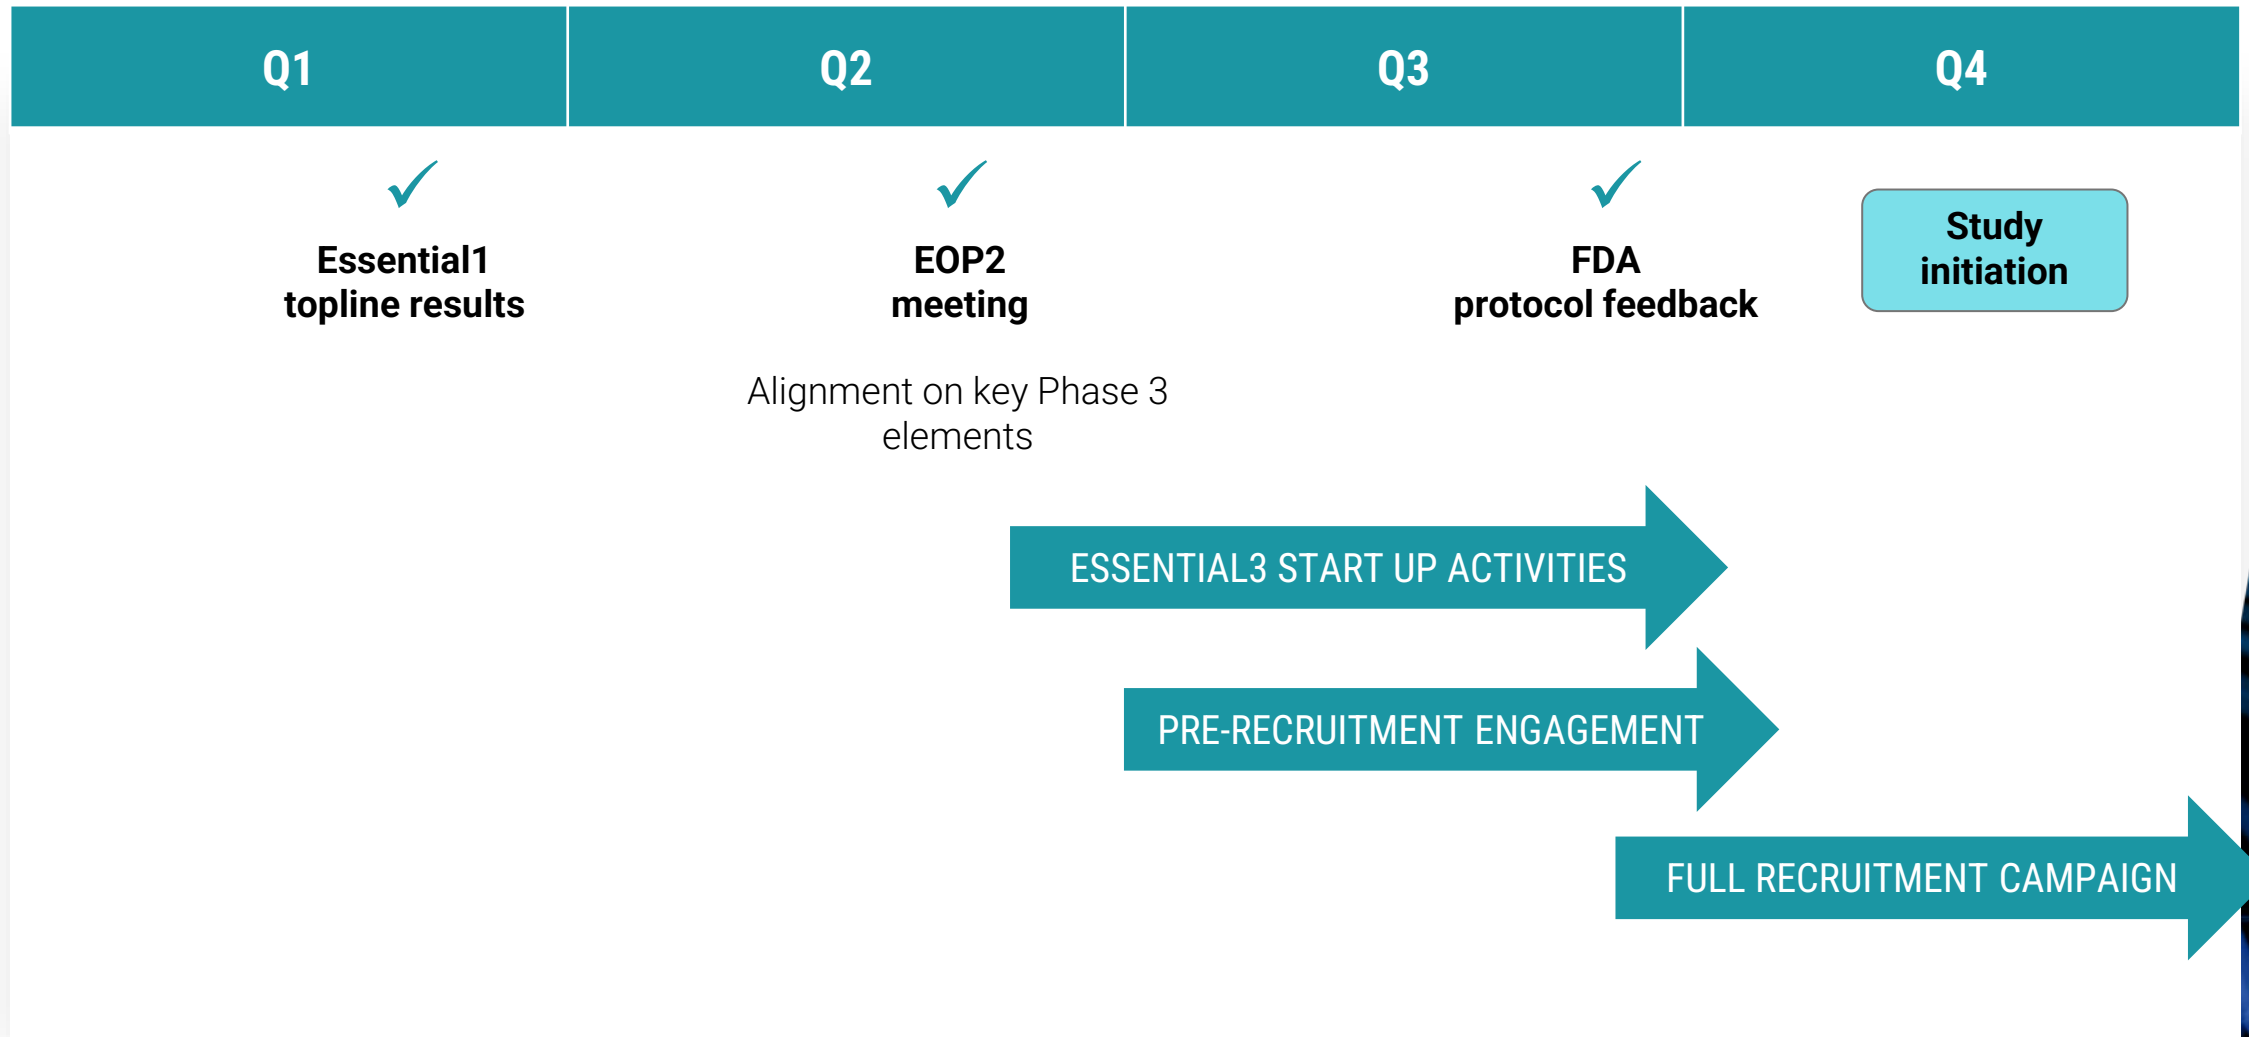 Q1
Q2
Q3
Q4
Essential1
topline results
EOP2
meeting
Alignment on key Phase 3
elements
FDA
protocol feedback
Study
initiation
ESSENTIAL3 START UP ACTIVITIES
PRE-RECRUITMENT ENGAGEMENT
FULL RECRUITMENT CAMPAIGN